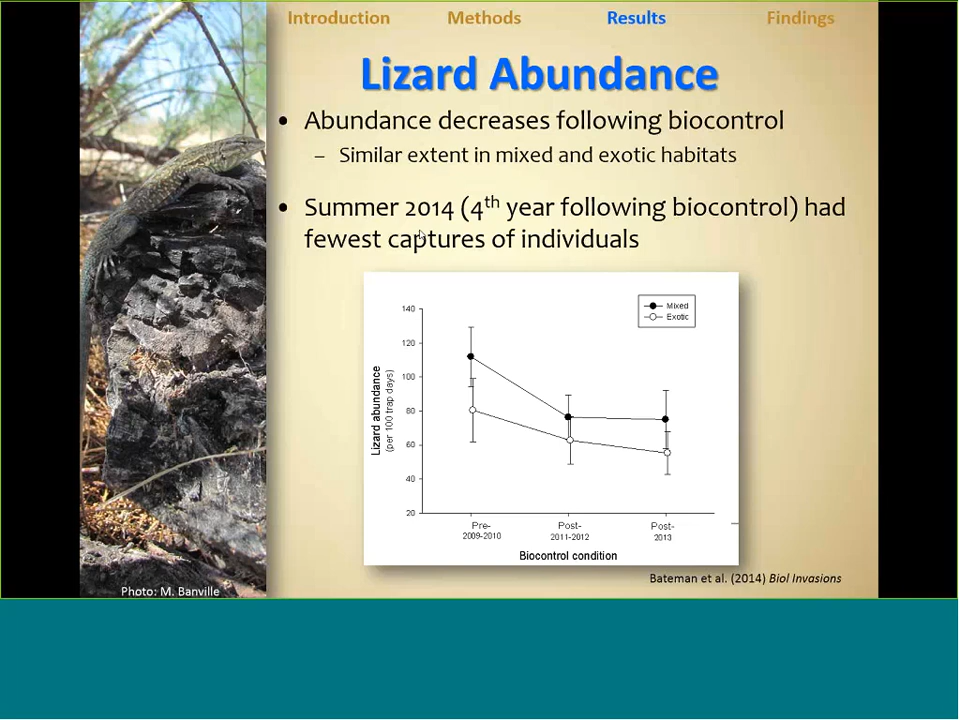 Introduction Methods Results Findings
Lizard Abundance
• Abundance decreases following biocontrol
– Similar extent in mixed and exotic habitats
• Summer 2014 (4th year following biocontrol) had
fewest captures of individuals
Mixed
Exotic
Lizard abundance
(per 100 trap days)
140
120
100
80
60
40
20
Pre-
2009-2010
Post-
2011-2012
Post-
2013
Biocontrol condition
Bateman et al. (2014) Biol Invasions
Photo: M. Banville